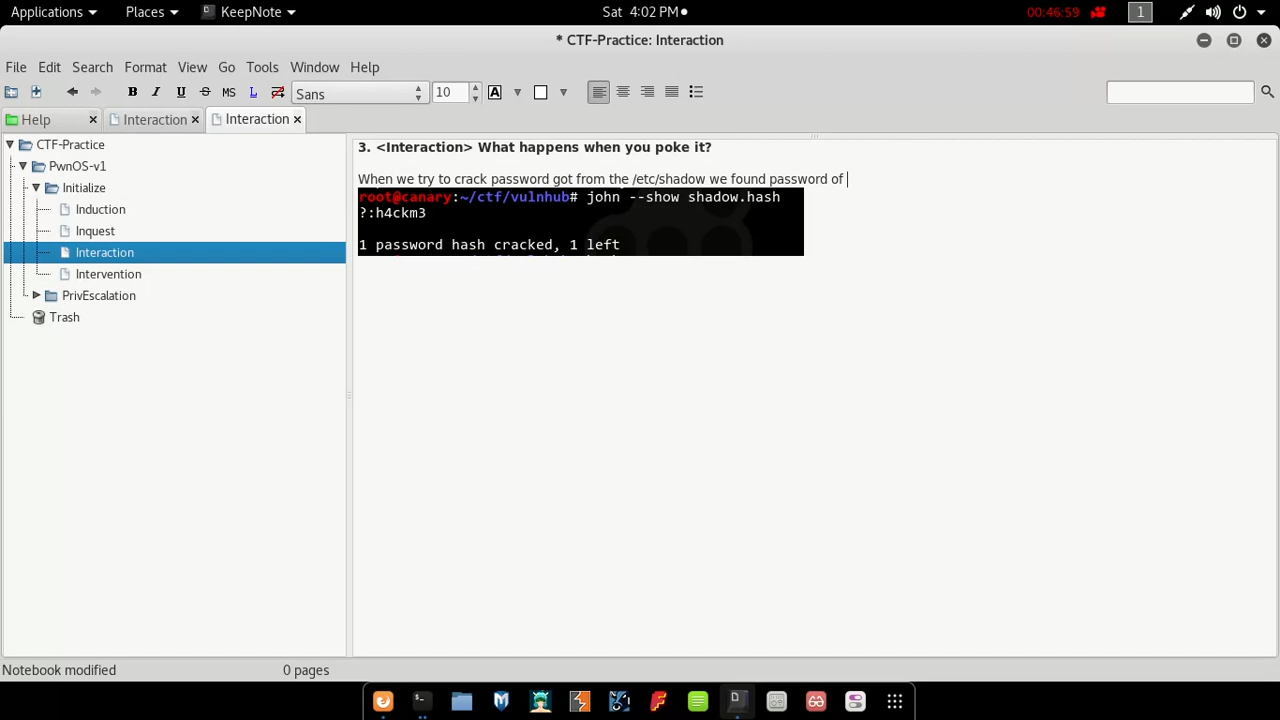 Applications Places KeepNote Sat 4:02 PM 00:46:59 1
* CTF-Practice: Interaction
File Edit Search Format View Go Tools Window Help
B I U S MS L Sans 10 A
Help Interaction Interaction
CTF-Practice
PwnOS-v1
Initialize
Induction
Inquest
Interaction
Intervention
PrivEscalation
Trash
3. <Interaction> What happens when you poke it?
When we try to crack password got from the /etc/shadow we found password of
root@canary:~/ctf/vulnhub# john --show shadow.hash
?:h4ckm3
1 password hash cracked, 1 left
Notebook modified 0 pages